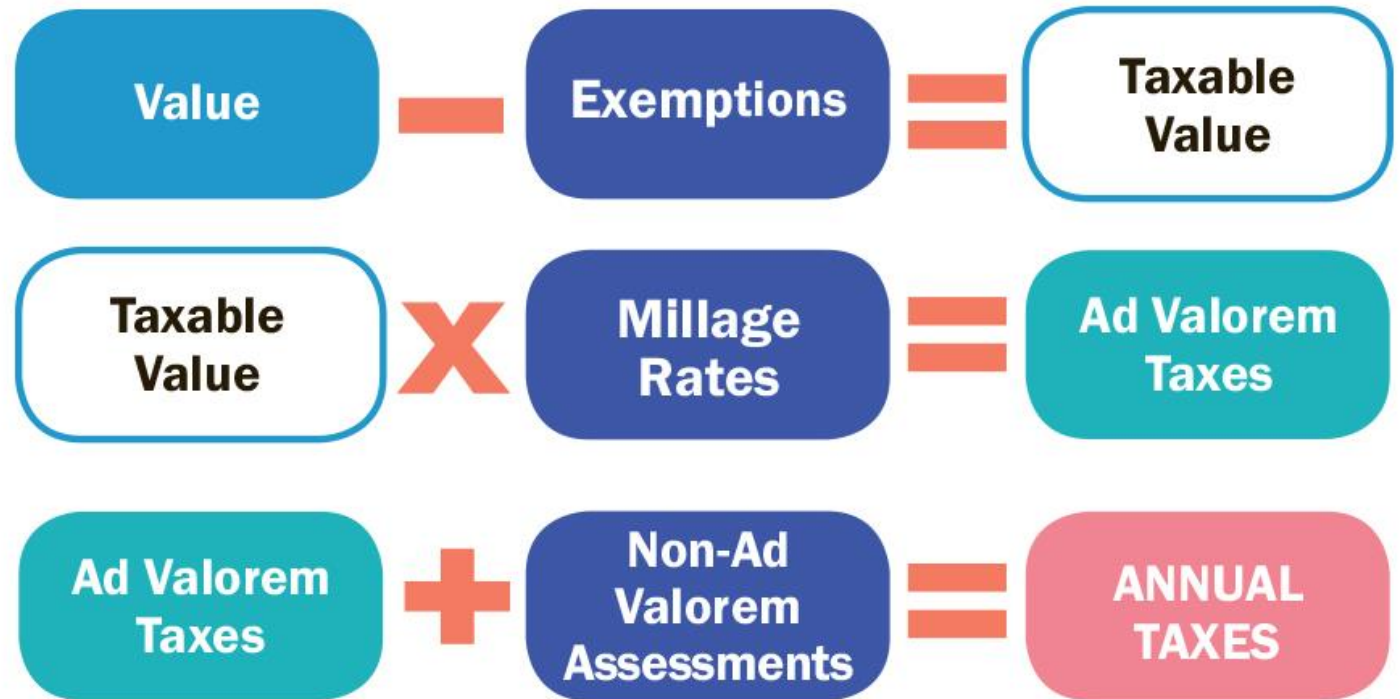 Value
Exemptions
Taxable
Value
Taxable
Value
Millage
Rates
Ad Valorem
Taxes
Ad Valorem
Taxes
Non-Ad
Valorem
Assessments
ANNUAL
TAXES